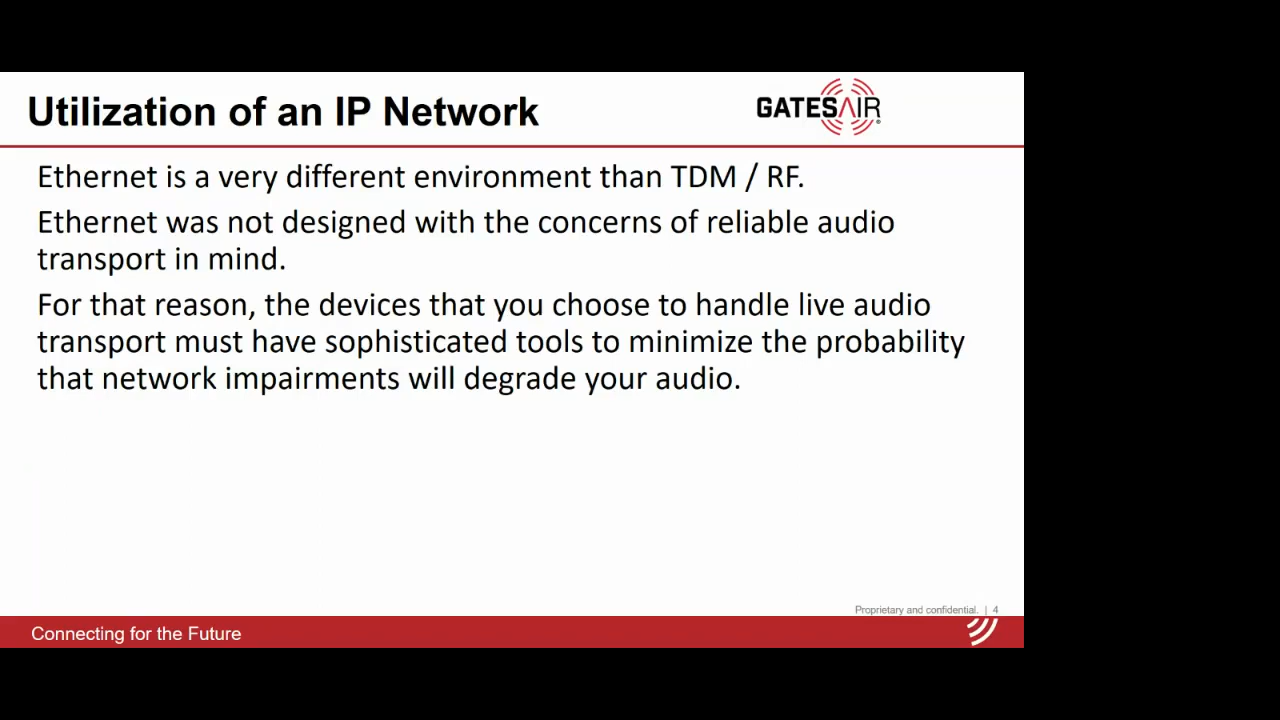 Utilization of an IP Network
GATESAIR®
Ethernet is a very different environment than TDM / RF.
Ethernet was not designed with the concerns of reliable audio
transport in mind.
For that reason, the devices that you choose to handle live audio
transport must have sophisticated tools to minimize the probability
that network impairments will degrade your audio.
Proprietary and confidential. | 4
Connecting for the Future